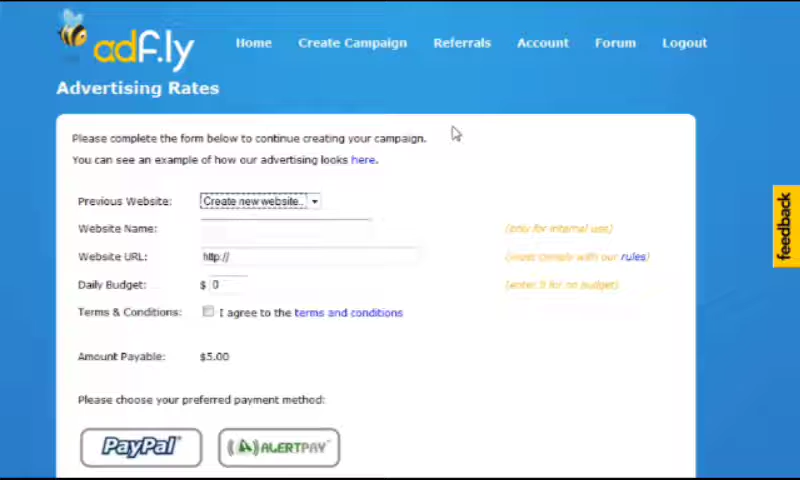 adf.ly
Home Create Campaign Referrals Account Forum Logout
Advertising Rates
Please complete the form below to continue creating your campaign.
You can see an example of how our advertising looks here.
Previous Website: Create new website..
Website Name: (only for internal use)
Website URL: http:// (must comply with our rules)
Daily Budget: $ 0 (enter 0 for no budget)
Terms & Conditions: I agree to the terms and conditions
Amount Payable: $5.00
Please choose your preferred payment method:
PayPal ALERTPAY
feedback